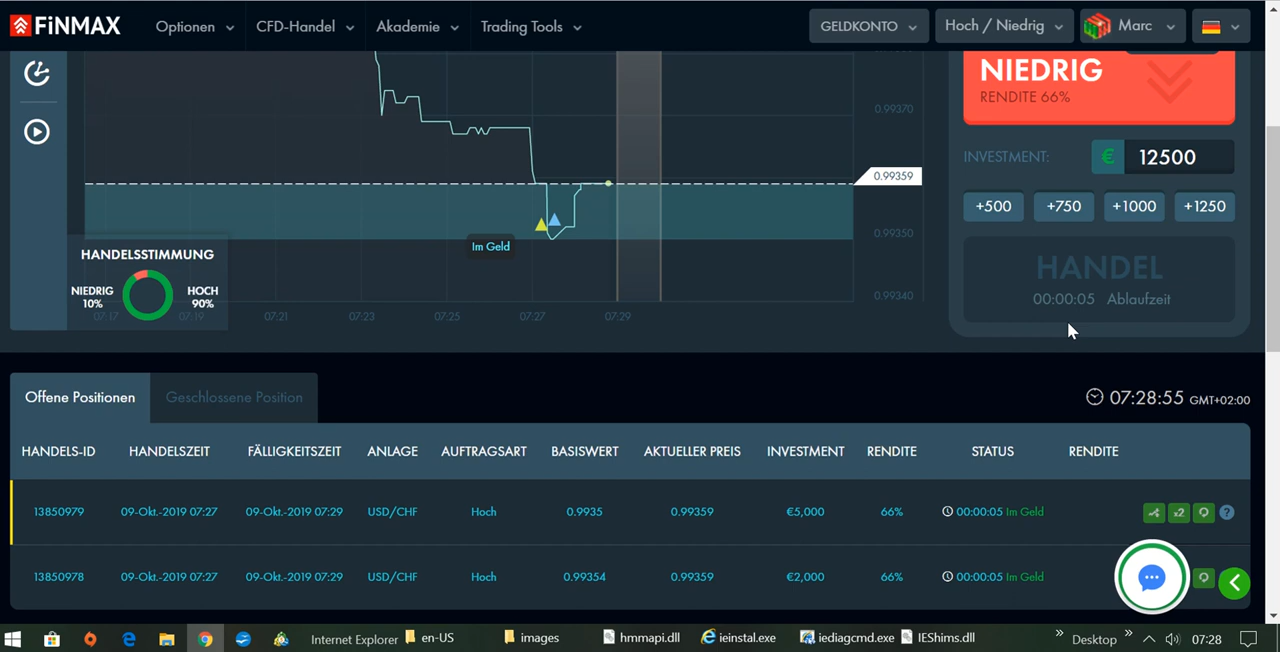 FiNMAX Optionen CFD-Handel Akademie Trading Tools GELDKONTO Hoch / Niedrig Marc
NIEDRIG
RENDITE 66%
0.99370
INVESTMENT: € 12500
0.99359
+500 +750 +1000 +1250
0.99350
Im Geld
HANDELSSTIMMUNG
NIEDRIG
10%
HOCH
90%
HANDEL
00:00:05 Ablaufzeit
0.99340
07:17 07:19 07:21 07:23 07:25 07:27 07:29
Offene Positionen Geschlossene Position 07:28:55 GMT+02:00
HANDELS-ID HANDELSZEIT FÄLLIGKEITSZEIT ANLAGE AUFTRAGSART BASISWERT AKTUELLER PREIS INVESTMENT RENDITE STATUS RENDITE
13850979 09-Okt.-2019 07:27 09-Okt.-2019 07:29 USD/CHF Hoch 0.9935 0.99359 €5,000 66% 00:00:05 Im Geld x2 ?
13850978 09-Okt.-2019 07:27 09-Okt.-2019 07:29 USD/CHF Hoch 0.99354 0.99359 €2,000 66% 00:00:05 Im Geld
Internet Explorer en-US images hmmapi.dll ieinstal.exe iediagcmd.exe IEShims.dll » Desktop » 07:28